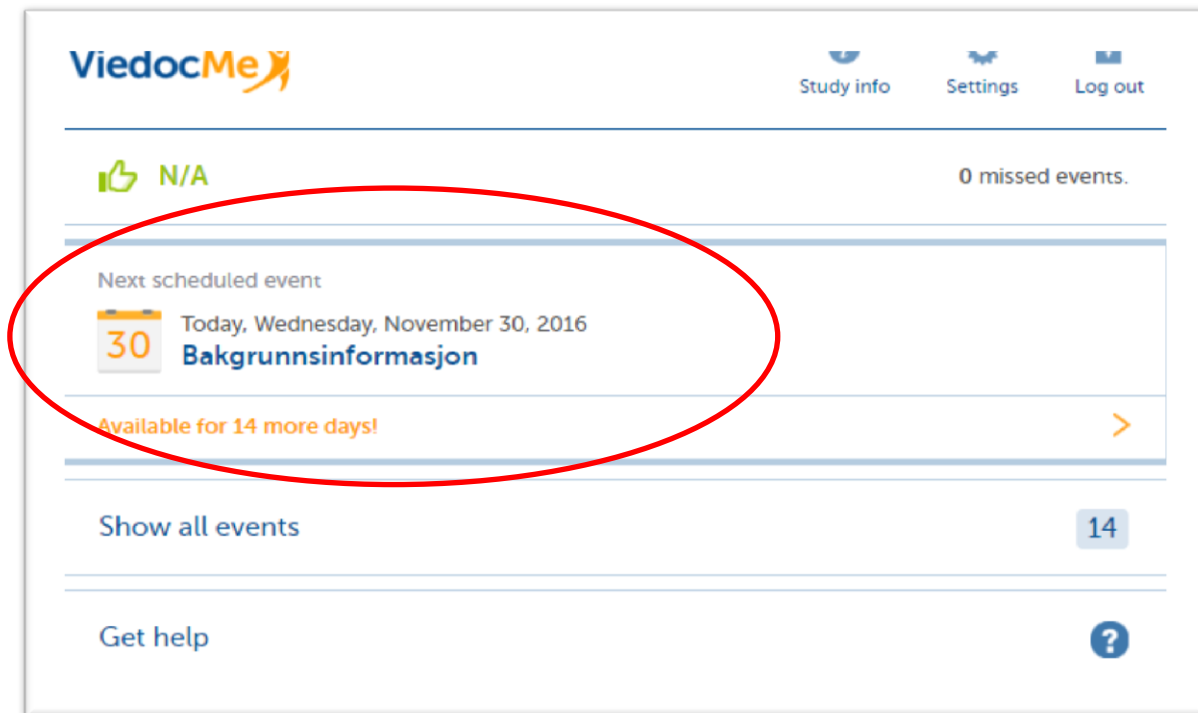 ViedocMe
Study info Settings Log out
N/A 0 missed events.
Next scheduled event
30 Today, Wednesday, November 30, 2016
Bakgrunnsinformasjon
Available for 14 more days! >
Show all events 14
Get help ?